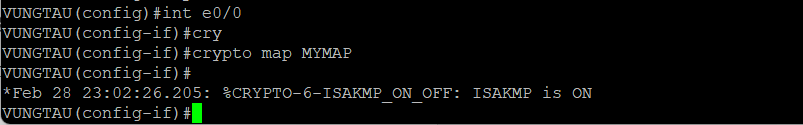 VUNGTAU(config)#int e0/0
VUNGTAU(config-if)#cry
VUNGTAU(config-if)#crypto map MYMAP
VUNGTAU(config-if)#
*Feb 28 23:02:26.205: %CRYPTO-6-ISAKMP_ON_OFF: ISAKMP is ON
VUNGTAU(config-if)#